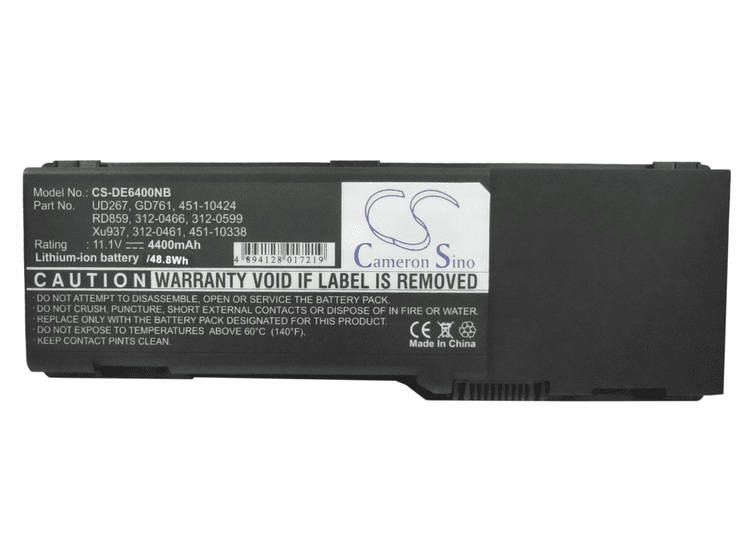 Model No.: CS-DE6400NB
Part No. UD267, GD761, 451-10424
RD859, 312-0466, 312-0599
Xu937, 312-0461, 451-10338
Rating : 11.1V 4400mAh
Lithium-ion battery /48.8Wh
4 894128 017219
CS
Cameron Sino
CAUTION WARRANTY VOID IF LABEL IS REMOVED
- DO NOT ATTEMPT TO DISASSEMBLE, OPEN OR SERVICE THE BATTERY PACK.
- DO NOT CRUSH, PUNCTURE, SHORT EXTERNAL CONTACTS OR DISPOSE OF IN FIRE OR WATER.
- REPLACE ONLY WITH THE BATTERY PACK DESIGNATED FOR THIS PRODUCT.
- DO NOT EXPOSE TO TEMPERATURES ABOVE 60°C (140°F).
- KEEP CONTACT PINTS CLEAN.
CE
Made In China